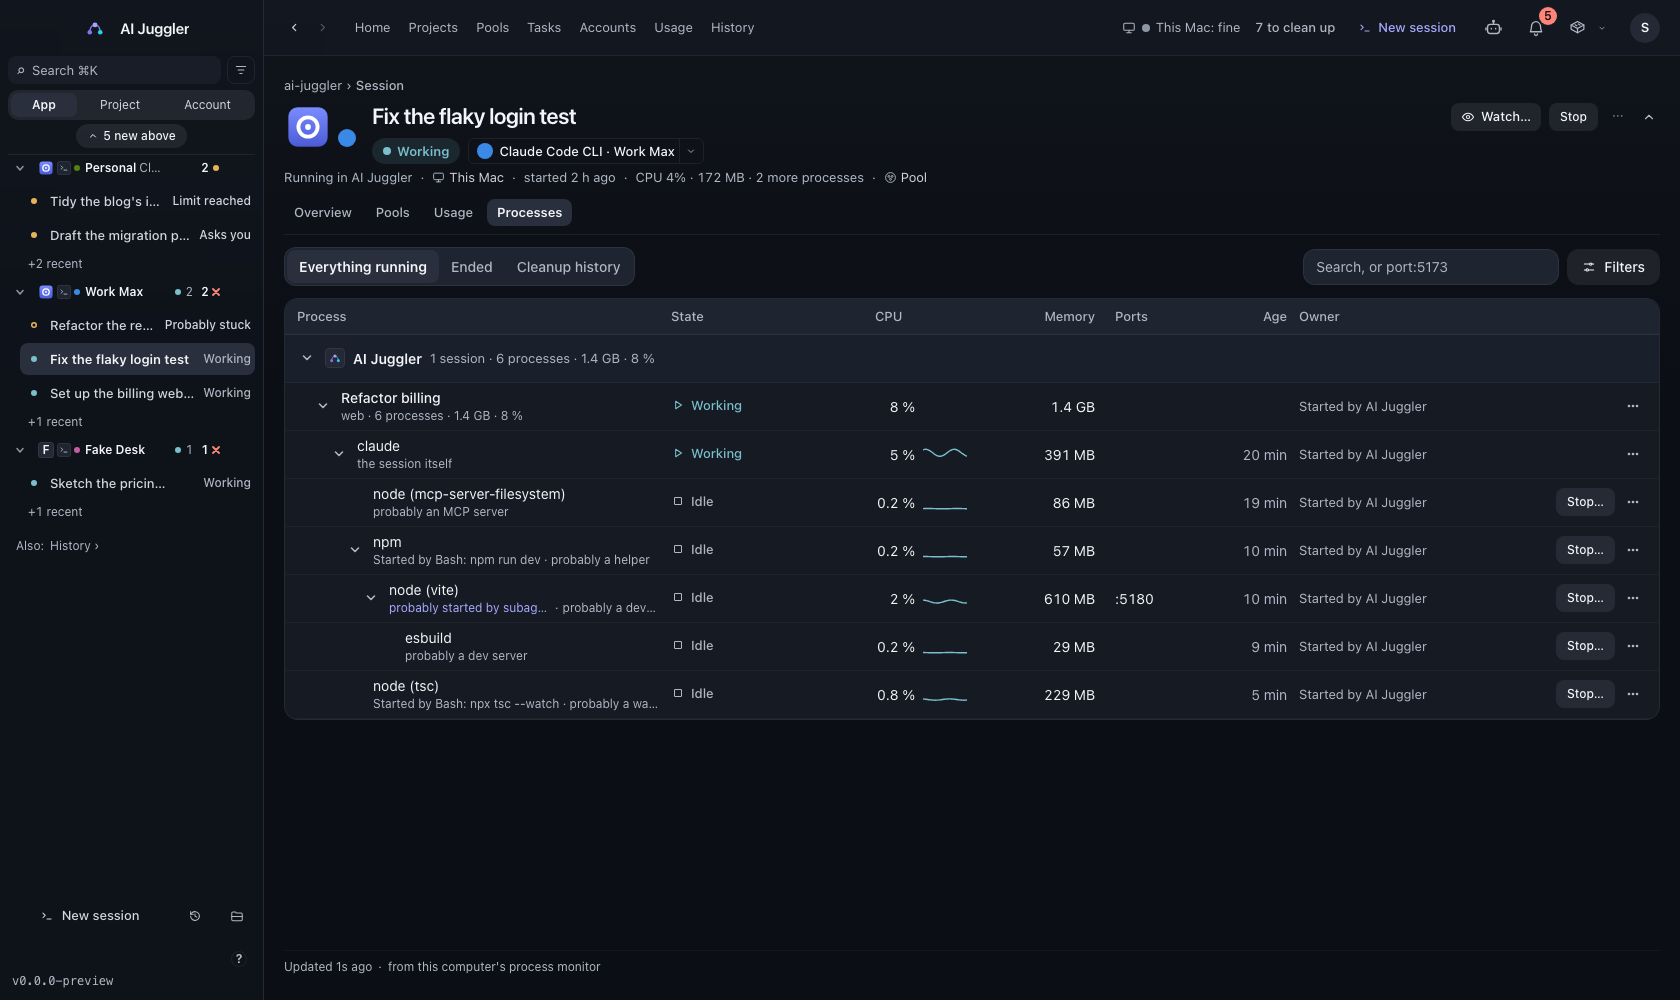 AI Juggler
Search ⌘K
App Project Account
5 new above
Personal Cl... 2
Tidy the blog's i... Limit reached
Draft the migration p... Asks you
+2 recent
Work Max 2 2
Refactor the re... Probably stuck
Fix the flaky login test Working
Set up the billing web... Working
+1 recent
F Fake Desk 1 1
Sketch the pricin... Working
+1 recent
Also: History ›
New session
?
v0.0.0-preview
Home Projects Pools Tasks Accounts Usage History
This Mac: fine 7 to clean up New session 5 S
ai-juggler › Session
Fix the flaky login test
Watch... Stop
Working Claude Code CLI · Work Max
Running in AI Juggler · This Mac · started 2 h ago · CPU 4% · 172 MB · 2 more processes · Pool
Overview Pools Usage Processes
Everything running Ended Cleanup history
Search, or port:5173 Filters
Process State CPU Memory Ports Age Owner
AI Juggler 1 session · 6 processes · 1.4 GB · 8 %
Refactor billing
web · 6 processes · 1.4 GB · 8 %
Working 8 % 1.4 GB Started by AI Juggler
claude
the session itself
Working 5 % 391 MB 20 min Started by AI Juggler
node (mcp-server-filesystem)
probably an MCP server
Idle 0.2 % 86 MB 19 min Started by AI Juggler Stop...
npm
Started by Bash: npm run dev · probably a helper
Idle 0.2 % 57 MB 10 min Started by AI Juggler Stop...
node (vite)
probably started by subag... · probably a dev...
Idle 2 % 610 MB :5180 10 min Started by AI Juggler Stop...
esbuild
probably a dev server
Idle 0.2 % 29 MB 9 min Started by AI Juggler Stop...
node (tsc)
Started by Bash: npx tsc --watch · probably a wa...
Idle 0.8 % 229 MB 5 min Started by AI Juggler Stop...
Updated 1s ago · from this computer's process monitor